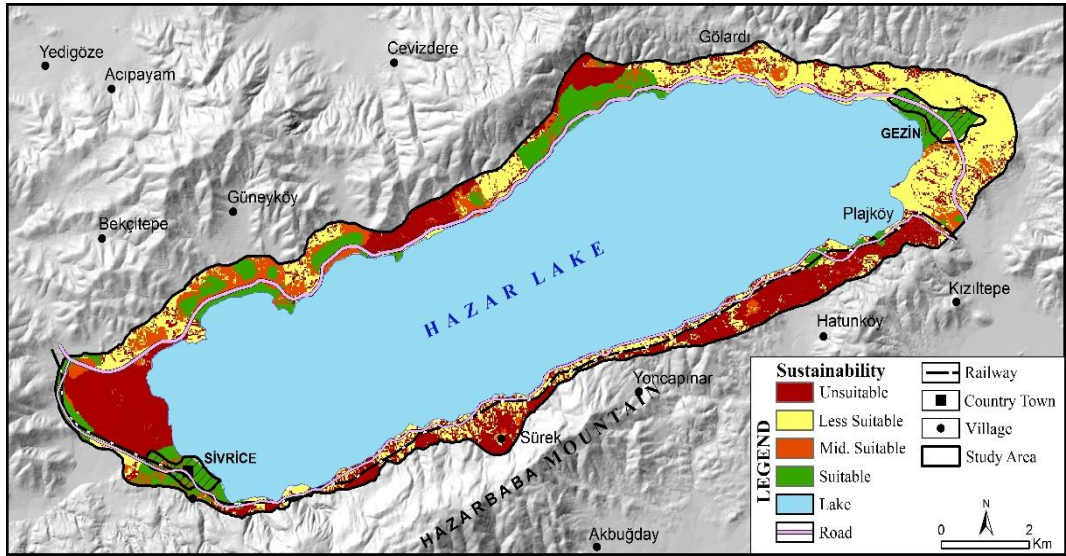 Yedigöze
Acıpayam
Cevizdere
Gölardı
GEZİN
Güneyköy
Bekçitepe
Plajköy
HAZAR LAKE
Kızıltepe
Hatunköy
Yoncapınar
Sürek
SİVRİCE
HAZARBABA MOUNTAIN
Akbuğday
LEGEND
Sustainability
Unsuitable
Less Suitable
Mid. Suitable
Suitable
Lake
Road
Railway
Country Town
Village
Study Area
N
0 2
Km